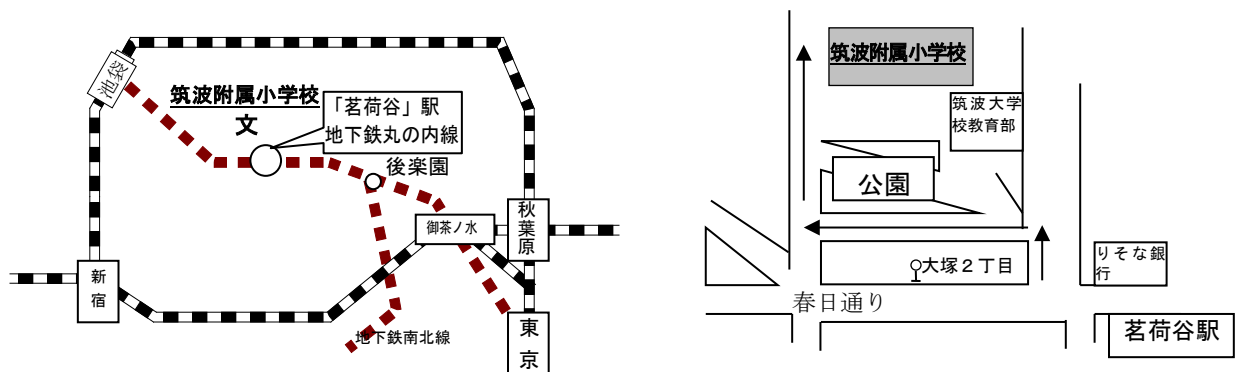 池袋
筑波附属小学校
文
「茗荷谷」駅
地下鉄丸の内線
後楽園
御茶ノ水
秋葉原
新宿
地下鉄南北線
東京
筑波附属小学校
筑波大学
校教育部
公園
大塚２丁目
りそな銀
行
春日通り
茗荷谷駅